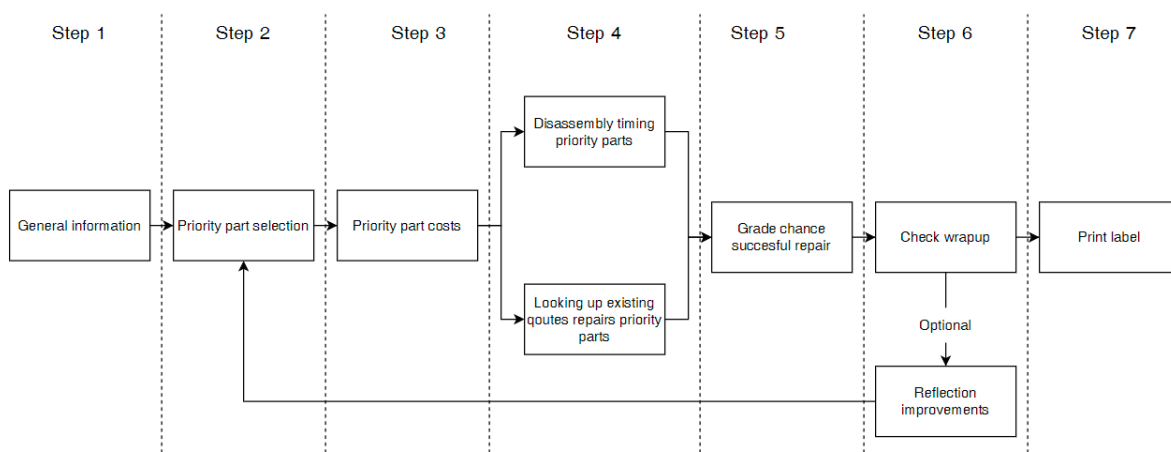 Step 1
Step 2
Step 3
Step 4
Step 5
Step 6
Step 7
General information
Priority part selection
Priority part costs
Disassembly timing
priority parts
Looking up existing
qoutes repairs priority
parts
Grade chance
succesful repair
Check wrapup
Print label
Optional
Reflection
improvements